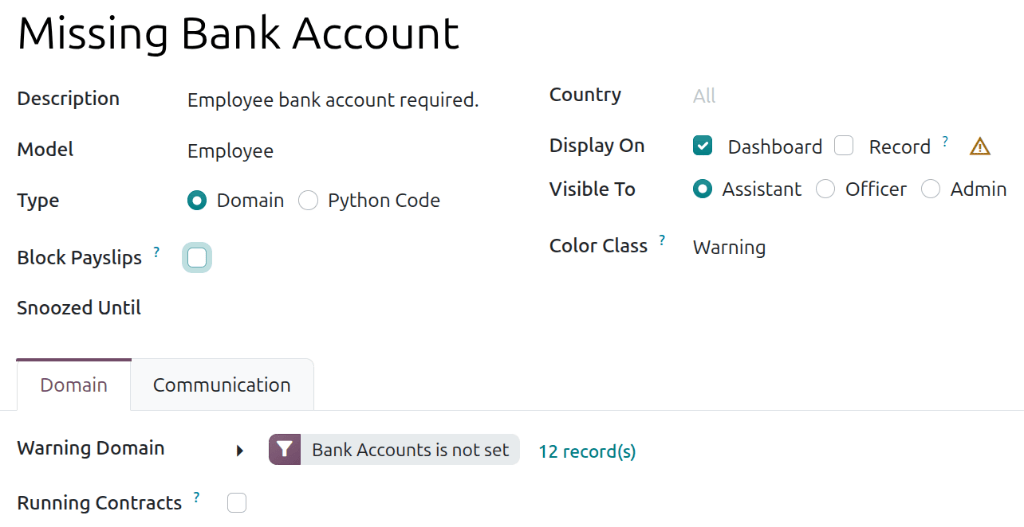 Missing Bank Account
Description Employee bank account required.
Country All
Model Employee
Display On Dashboard Record ?
Type Domain Python Code
Visible To Assistant Officer Admin
Block Payslips ?
Color Class ? Warning
Snoozed Until
Domain Communication
Warning Domain Bank Accounts is not set 12 record(s)
Running Contracts ?